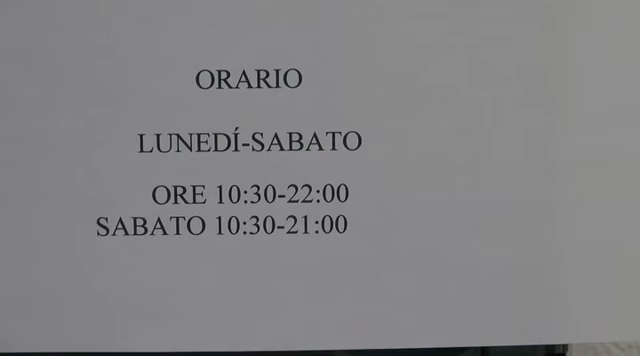 ORARIO
LUNEDÍ-SABATO
ORE 10:30-22:00
SABATO 10:30-21:00